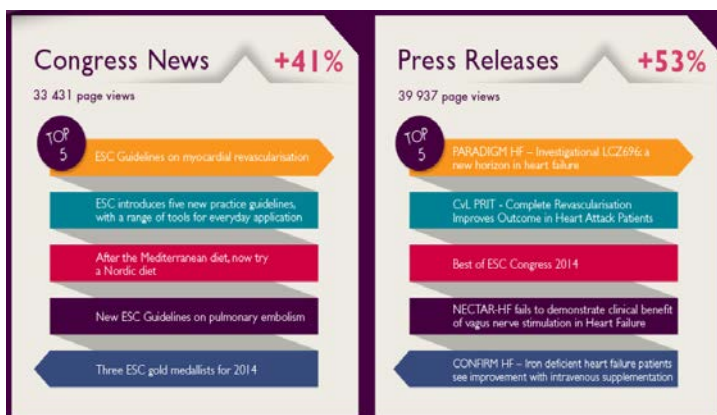 Congress News +41%
33 431 page views
TOP
5
ESC Guidelines on myocardial revascularisation
ESC introduces five new practice guidelines,
with a range of tools for everyday application
After the Mediterranean diet, now try
a Nordic diet
New ESC Guidelines on pulmonary embolism
Three ESC gold medallists for 2014
Press Releases +53%
39 937 page views
TOP
5
PARADIGM HF – Investigational LCZ696: a
new horizon in heart failure
CvL PRIT - Complete Revascularisation
Improves Outcome in Heart Attack Patients
Best of ESC Congress 2014
NECTAR-HF fails to demonstrate clinical benefit
of vagus nerve stimulation in Heart Failure
CONFIRM HF – Iron deficient heart failure patients
see improvement with intravenous supplementation